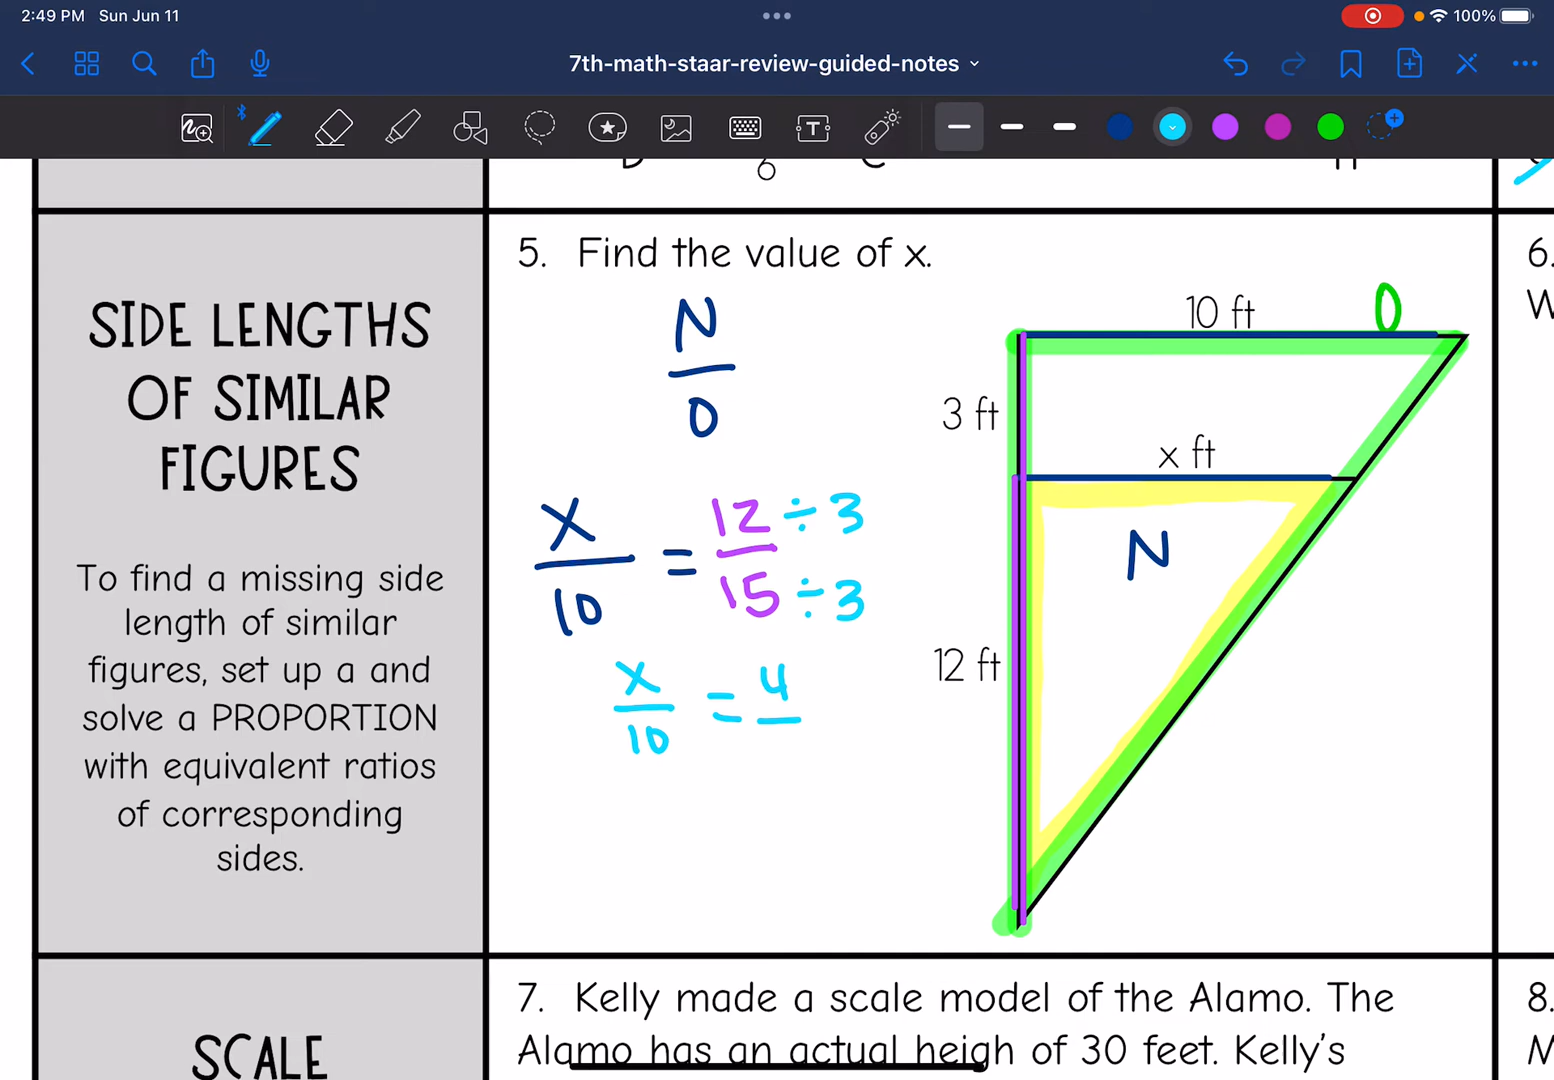 2:49 PM Sun Jun 11
100%
7th-math-staar-review-guided-notes
T
6
SIDE LENGTHS
OF SIMILAR
FIGURES
To find a missing side
length of similar
figures, set up a and
solve a PROPORTION
with equivalent ratios
of corresponding
sides.
5. Find the value of x.
N
O
x/10 = 12/15 ÷3 ÷3
x/10 = 4
10 ft
O
3 ft
x ft
N
12 ft
6.
W
SCALE
7. Kelly made a scale model of the Alamo. The
Alamo has an actual heigh of 30 feet. Kelly's
8.
M